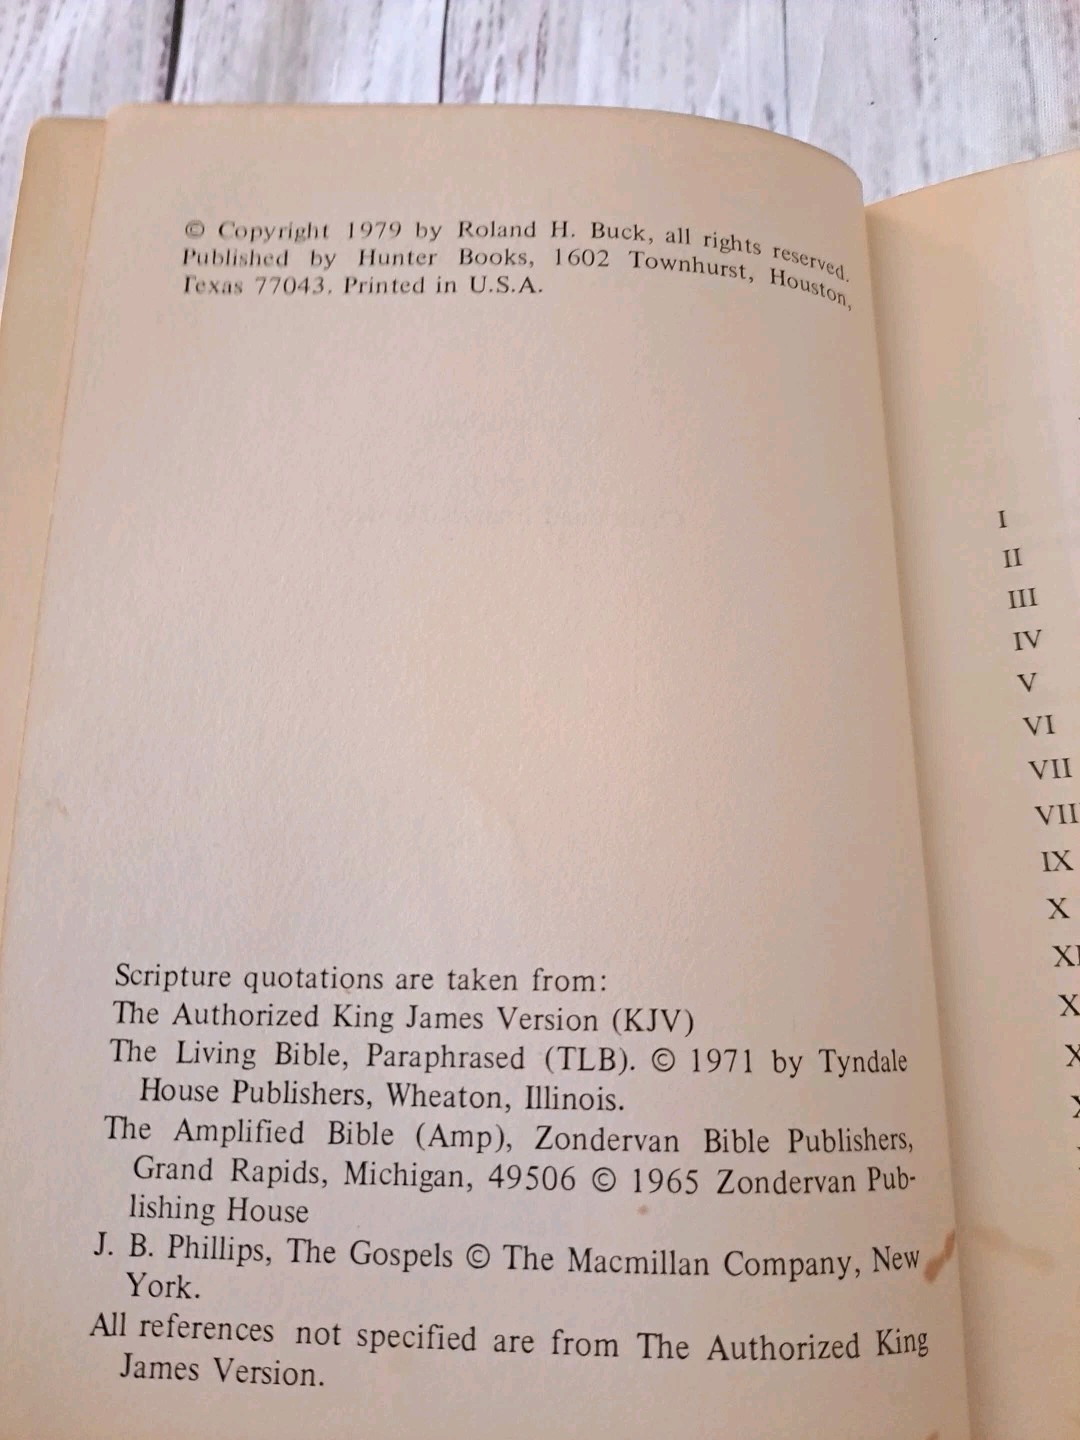 © Copyright 1979 by Roland H. Buck, all rights reserved.
Published by Hunter Books, 1602 Townhurst, Houston,
Texas 77043. Printed in U.S.A.
Scripture quotations are taken from:
The Authorized King James Version (KJV)
The Living Bible, Paraphrased (TLB). © 1971 by Tyndale
House Publishers, Wheaton, Illinois.
The Amplified Bible (Amp), Zondervan Bible Publishers,
Grand Rapids, Michigan, 49506 © 1965 Zondervan Pub-
lishing House
J. B. Phillips, The Gospels © The Macmillan Company, New
York.
All references not specified are from The Authorized King
James Version.
I
II
III
IV
V
VI
VII
VIII
IX
X